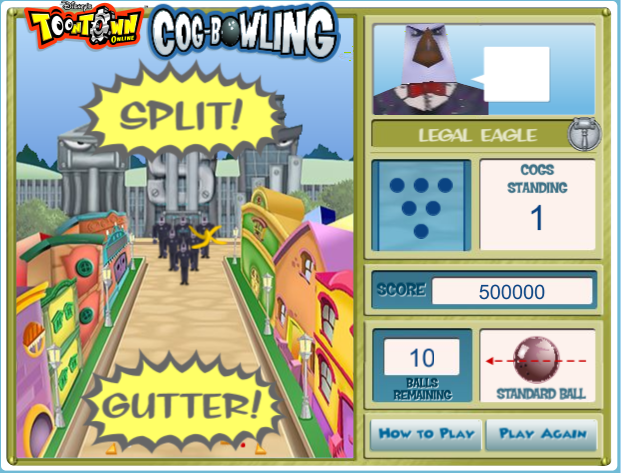 Disney's
TOONTOWN
ONLINE
COG-BOWLING
SPLIT!
GUTTER!
LEGAL EAGLE
COGS
STANDING
1
SCORE 500000
10
BALLS
REMAINING
STANDARD BALL
HOW TO PLAY
PLAY AGAIN